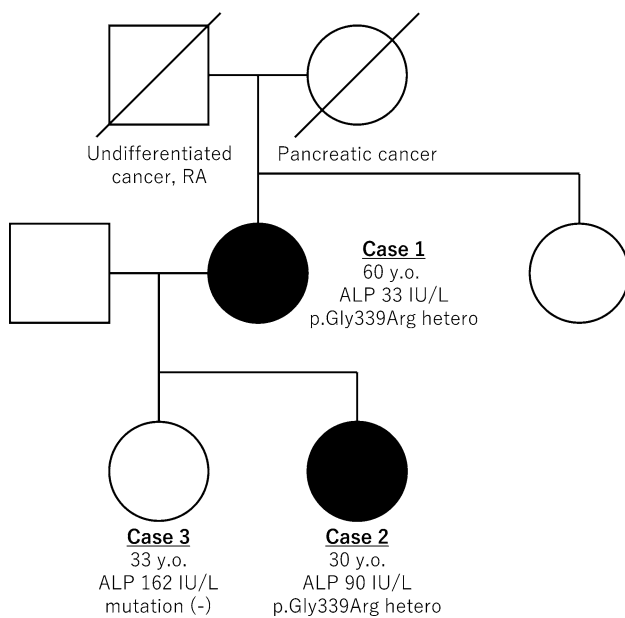 Undifferentiated
cancer, RA
Pancreatic cancer
Case 1
60 y.o.
ALP 33 IU/L
p.Gly339Arg hetero
Case 3
33 y.o.
ALP 162 IU/L
mutation (-)
Case 2
30 y.o.
ALP 90 IU/L
p.Gly339Arg hetero